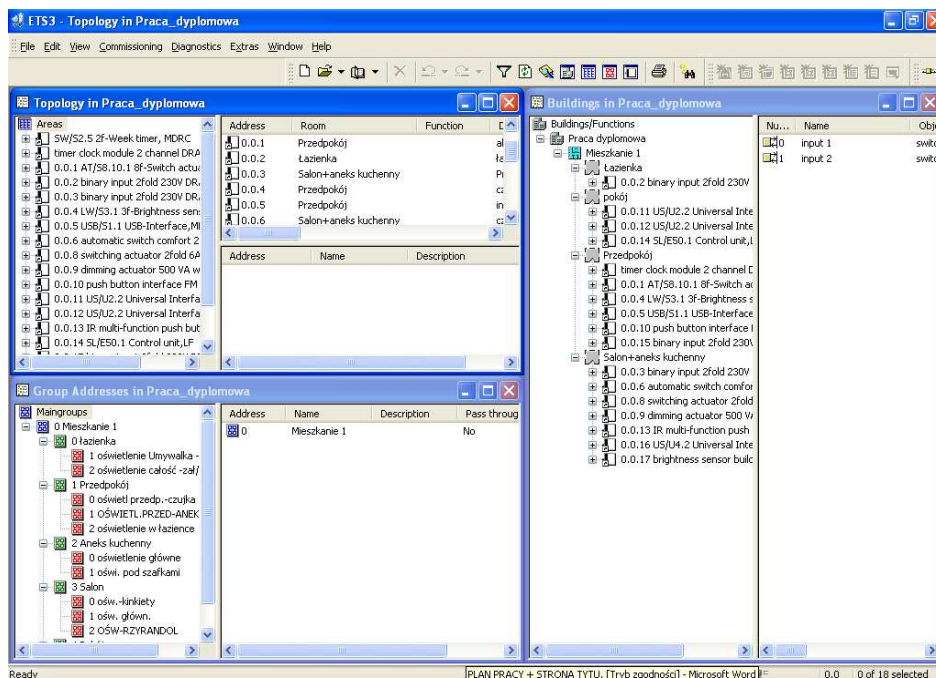 ETS3 - Topology in Praca_dyplomowa
File Edit View Commissioning Diagnostics Extras Window Help
Topology in Praca_dyplomowa
Areas
SW/S2.5 2f-Week timer, MDRC
timer clock module 2 channel DRA
0.0.1 AT/S8.10.1 8f-Switch actua
0.0.2 binary input 2fold 230V DR
0.0.3 binary input 2fold 230V DR
0.0.4 LW/S3.1 3f-Brightness sen
0.0.5 USB/S1.1 USB-Interface,MI
0.0.6 automatic switch comfort 2
0.0.8 switching actuator 2fold 6A
0.0.9 dimming actuator 500 VA w
0.0.10 push button interface FM
0.0.11 US/U2.2 Universal Interfa
0.0.12 US/U2.2 Universal Interfa
0.0.13 IR multi-function push but
0.0.14 SL/E50.1 Control unit,LF
Address Room Function
0.0.1 Przedpokój al
0.0.2 Łazienka ła
0.0.3 Salon+aneks kuchenny
0.0.4 Przedpokój cz
0.0.5 Przedpokój in
0.0.6 Salon+aneks kuchenny cz
Address Name Description
Group Addresses in Praca_dyplomowa
Maingroups
0 Mieszkanie 1
0 łazienka
1 oświetlenie Umywalka -
2 oświetlenie całość -zał/
1 Przedpokój
0 oświetl przedp.-czujka
1 OŚWIETL.PRZED-ANEK
2 oświetlenie w łazience
2 Aneks kuchenny
0 oświetlenie główne
1 ośwł. pod szafkami
3 Salon
0 ośw.-kinkiety
1 ośw. główn.
2 OŚW-RZYRANDOL
Address Name Description Pass throug
0 Mieszkanie 1 No
Buildings in Praca_dyplomowa
Buildings/Functions
Praca dyplomowa
Mieszkanie 1
Łazienka
0.0.2 binary input 2fold 230V
pokój
0.0.11 US/U2.2 Universal Inte
0.0.12 US/U2.2 Universal Inte
0.0.14 SL/E50.1 Control unit,L
Przedpokój
timer clock module 2 channel D
0.0.1 AT/S8.10.1 8f-Switch ac
0.0.4 LW/S3.1 3f-Brightness s
0.0.5 USB/S1.1 USB-Interface
0.0.10 push button interface
0.0.15 binary input 2fold 230V
Salon+aneks kuchenny
0.0.3 binary input 2fold 230V
0.0.6 automatic switch comfor
0.0.8 switching actuator 2fold
0.0.9 dimming actuator 500 V
0.0.13 IR multi-function push
0.0.16 US/U4.2 Universal Inte
0.0.17 brightness sensor buil
Nu... Name Obje
0 input 1 switc
1 input 2 switc
Ready
PLAN PRACY + STRONA TYTU. [Tryb zgodności] - Microsoft Word
0.0 0 of 18 selected